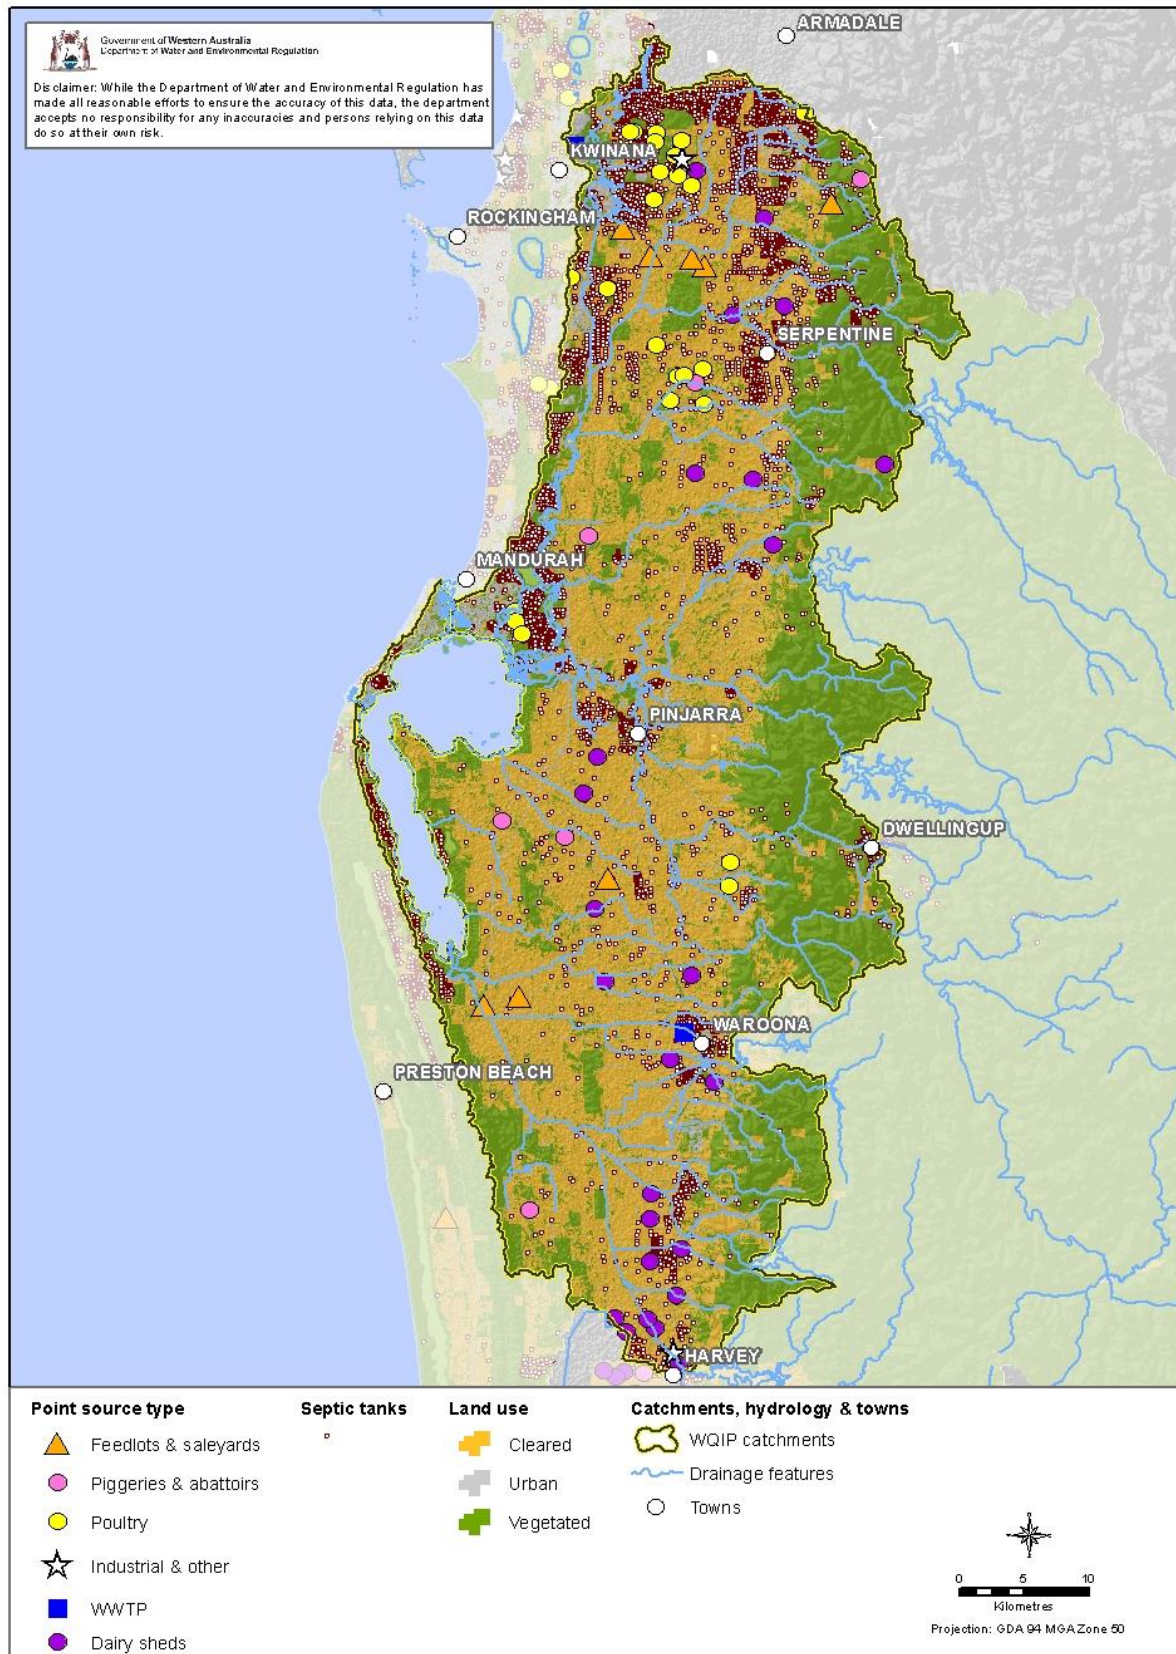 Government of Western Australia
Department of Water and Environmental Regulation
Disclaimer: While the Department of Water and Environmental Regulation has
made all reasonable efforts to ensure the accuracy of this data, the department
accepts no responsibility for any inaccuracies and persons relying on this data
do so at their own risk.
ARMADALE
KWINANA
ROCKINGHAM
SERPENTINE
MANDURAH
PINJARRA
DWELLINGUP
WAROONA
PRESTON BEACH
HARVEY
Point source type
Feedlots & saleyards
Piggeries & abattoirs
Poultry
Industrial & other
WWTP
Dairy sheds
Septic tanks
Land use
Cleared
Urban
Vegetated
Catchments, hydrology & towns
WQIP catchments
Drainage features
Towns
0 5 10
Kilometres
Projection: GDA 94 MGA Zone 50